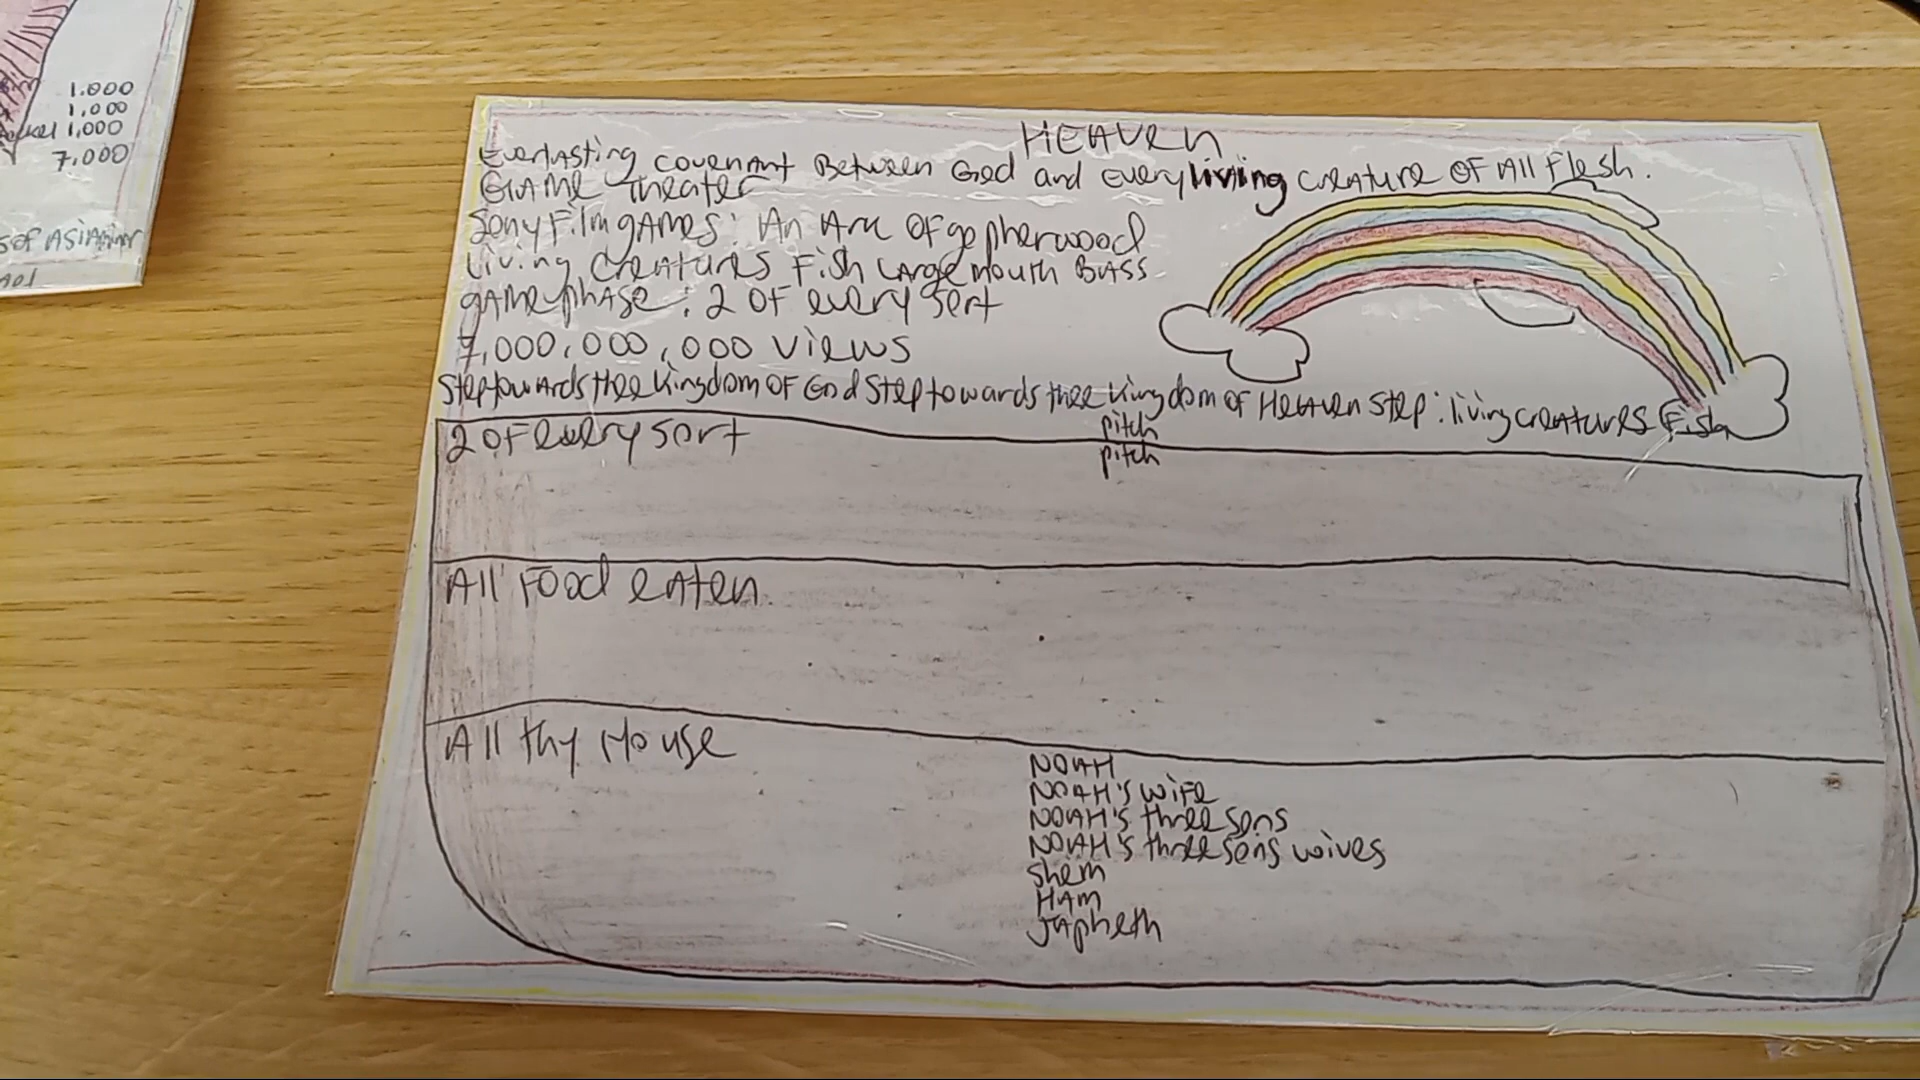 1.000
1,000
1,000
7,000
S OF ASIA minor
HEAVEN
Everlasting covenant Between God and every living creature OF All Flesh.
GAME Theater
Sony Film gAMes: An Arc OF gopherwood
Living Creatures Fish Large mouth BASS
gAME phAse: 2 OF every sort
7,000,000,000 views
Step towards thee kingdom OF God Step towards thee kingdom OF HEAVEN Step: living creatures Fish
pitch
2 OF every sort
pitch
All Food eaten.
All thy House
NOAH
NOAH's wife
NOAH's three sons
NOAH's three sons wives
Shem
HAM
JApheth